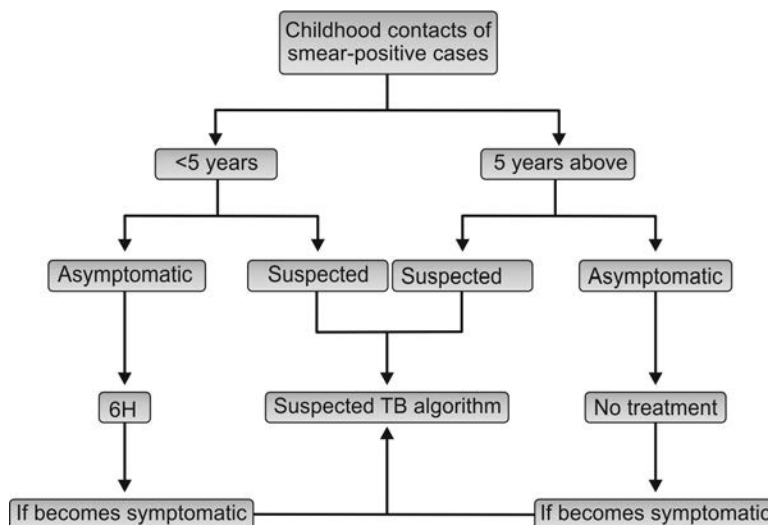 Childhood contacts of
smear-positive cases
<5 years
5 years above
Asymptomatic
Suspected
Suspected
Asymptomatic
6H
Suspected TB algorithm
No treatment
If becomes symptomatic
If becomes symptomatic